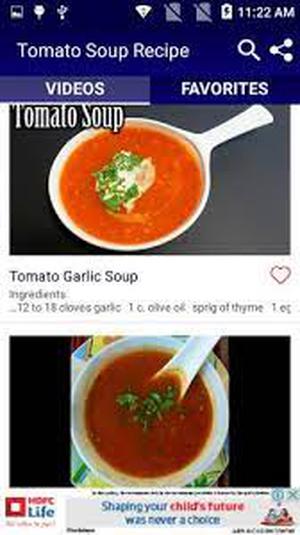 11:22 AM
Tomato Soup Recipe
VIDEOS
FAVORITES
Tomato Soup
Tomato Garlic Soup
Ingredients
...12 to 18 cloves garlic 1 c. olive oil sprig of thyme 1 eg
HDFC
Life
Shaping your child's future
was never a choice